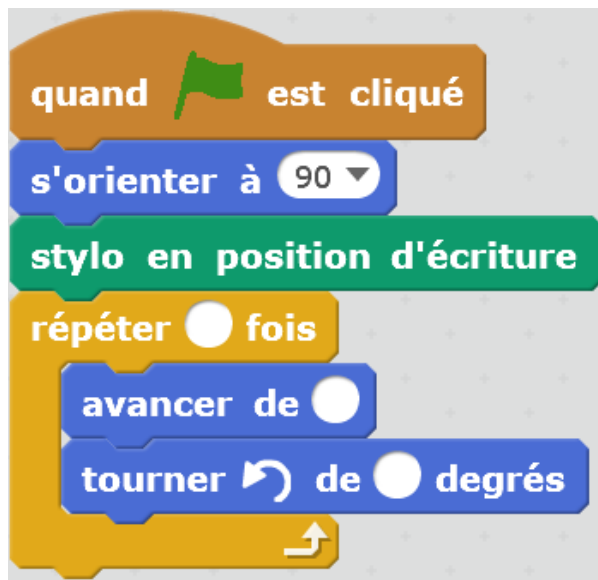 quand est cliqué
s'orienter à 90
stylo en position d'écriture
répéter fois
avancer de
tourner de degrés